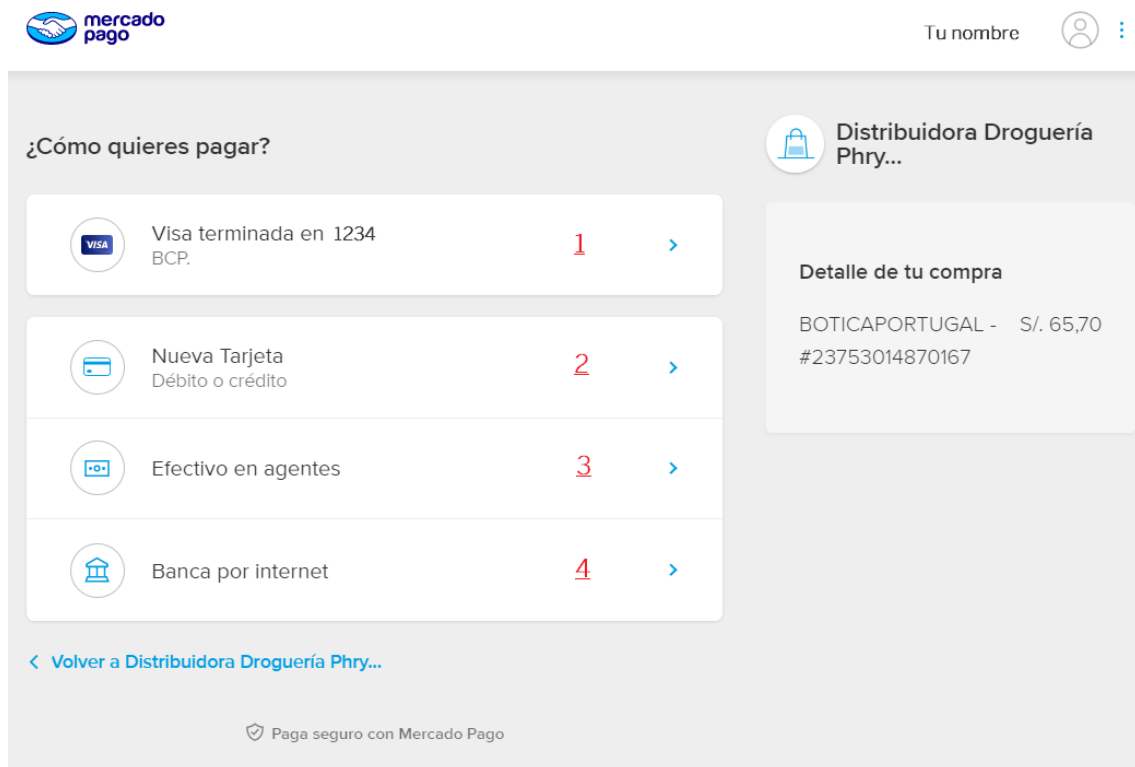 mercado
pago
Tu nombre
¿Cómo quieres pagar?
Visa terminada en 1234
VISA
BCP.
1
Nueva Tarjeta
Débito o crédito
2
Efectivo en agentes
3
Banca por internet
4
Volver a Distribuidora Droguería Phry...
Paga seguro con Mercado Pago
Distribuidora Droguería
Phry...
Detalle de tu compra
BOTICAPORTUGAL - S/. 65,70
#23753014870167